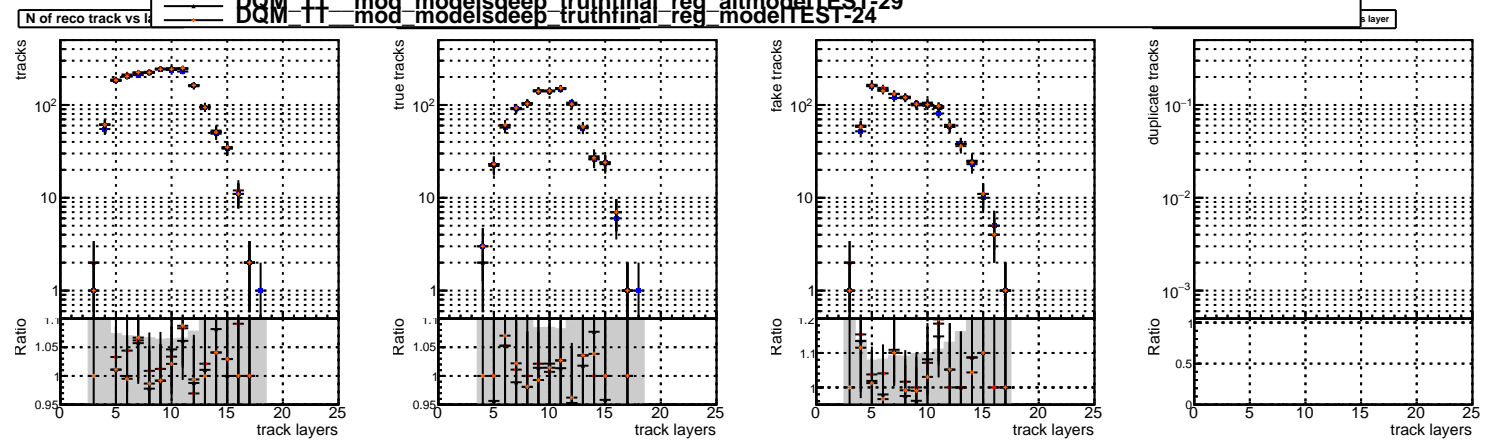 DQM_TT__mod_modelsdeep_truthfinal_reg_altmodelTEST-29
DQM_TT__mod_modelsdeep_truthfinal_reg_modelTEST-24
N of reco track vs
s layer
tracks
10²
10
1
Ratio
1.05
1
0.95
0 5 10 15 20 25
track layers
true tracks
10²
10
1
Ratio
1.05
1
0.95
0 5 10 15 20 25
track layers
fake tracks
10²
10
1
Ratio
1.2
1.1
1
0 5 10 15 20 25
track layers
duplicate tracks
10⁻¹
10⁻²
10⁻³
Ratio
1
0.5
0
0 5 10 15 20 25
track layers